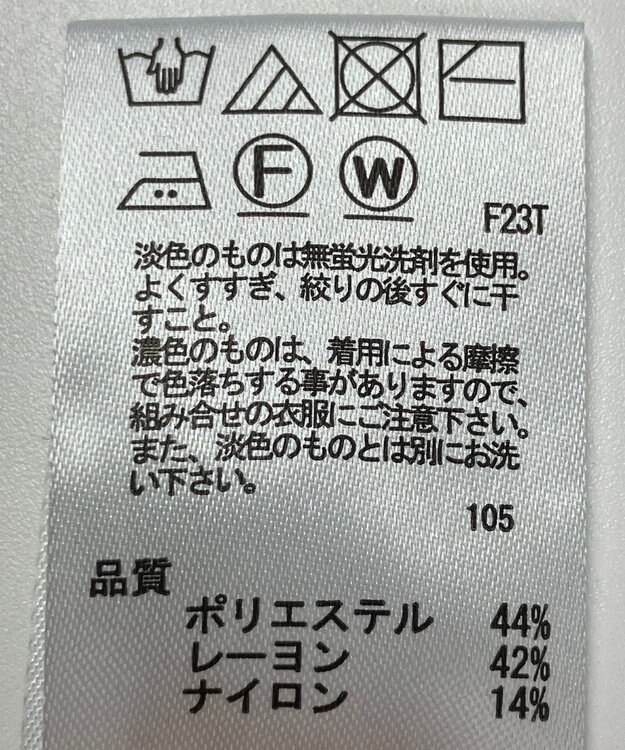 F W
F23T
淡色のものは無蛍光洗剤を使用。
よくすすぎ、絞りの後すぐに干
すこと。
濃色のものは、着用による摩擦
で色落ちする事がありますので、
組み合せの衣服にご注意下さい。
また、淡色のものとは別にお洗
い下さい。
105
品質
ポリエステル 44%
レーヨン 42%
ナイロン 14%